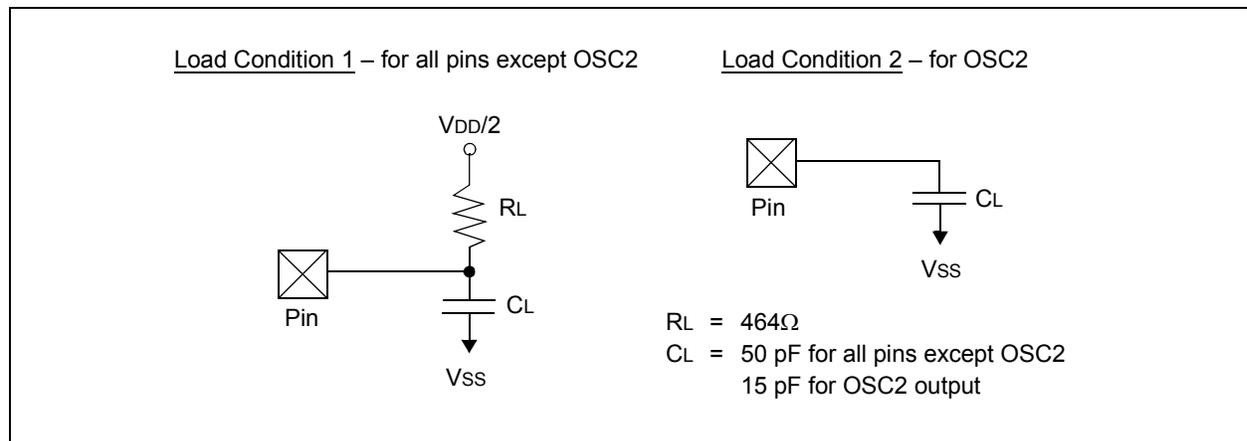 Load Condition 1 – for all pins except OSC2
VDD/2
RL
Pin
CL
VSS
Load Condition 2 – for OSC2
Pin
CL
VSS
RL = 464Ω
CL = 50 pF for all pins except OSC2
15 pF for OSC2 output